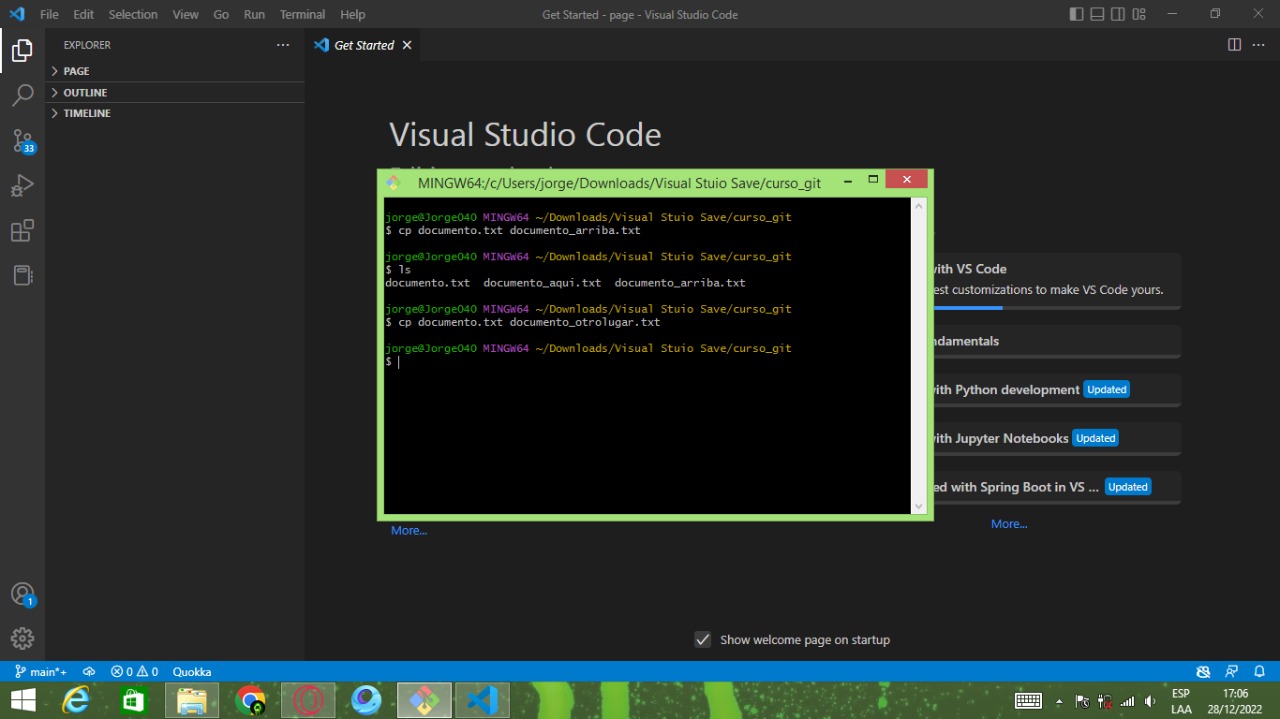 File Edit Selection View Go Run Terminal Help
Get Started - page - Visual Studio Code
EXPLORER
PAGE
OUTLINE
TIMELINE
33
1
Get Started
Visual Studio Code
MINGW64:/c/Users/jorge/Downloads/Visual Stuio Save/curso_git
jorge@Jorge040 MINGW64 ~/Downloads/Visual Stuio Save/curso_git
$ cp documento.txt documento_arriba.txt
jorge@Jorge040 MINGW64 ~/Downloads/Visual Stuio Save/curso_git
$ ls
documento.txt documento_aqui.txt documento_arriba.txt
jorge@Jorge040 MINGW64 ~/Downloads/Visual Stuio Save/curso_git
$ cp documento.txt documento_otrolugar.txt
jorge@Jorge040 MINGW64 ~/Downloads/Visual Stuio Save/curso_git
$
with VS Code
est customizations to make VS Code yours.
ndamentals
with Python development Updated
with Jupyter Notebooks Updated
ed with Spring Boot in VS ... Updated
More...
More...
Show welcome page on startup
main*+ 0 0 Quokka
ESP
LAA
17:06
28/12/2022